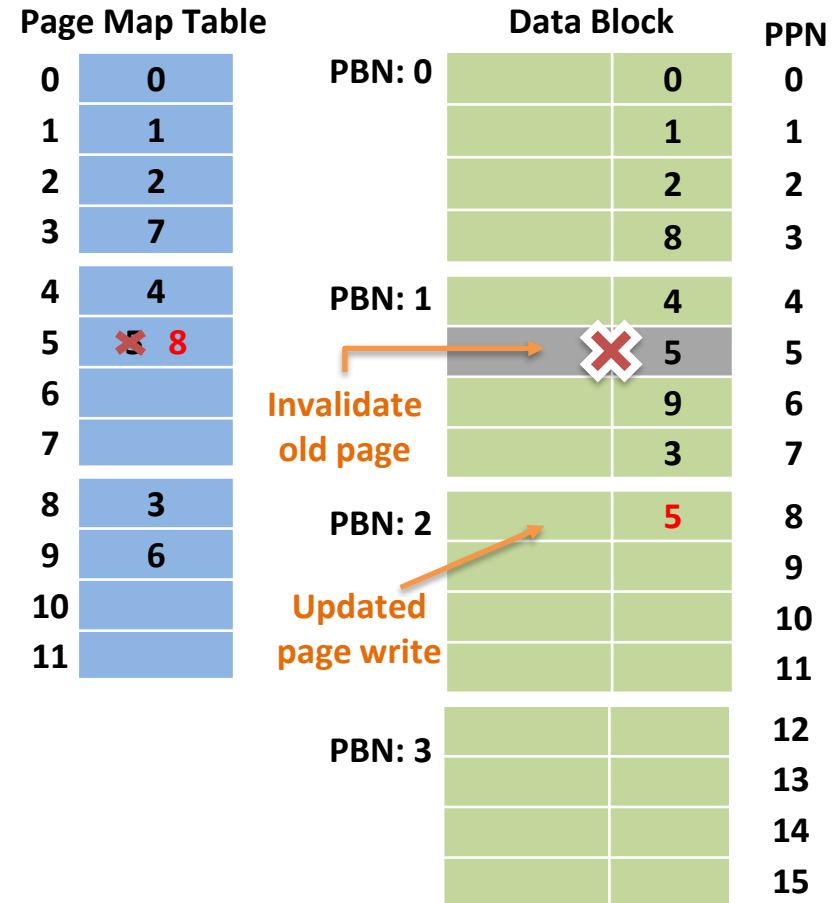 Page Map Table
Data Block
PPN
0 0
PBN: 0
0 0
1 1
1 1
2 2
2 2
3 7
8 3
4 4
PBN: 1
4 4
5 5 8
5 5
6
Invalidate
old page
9 6
7
3 7
8 3
PBN: 2
5 8
9 6
9
10
Updated
page write
10
11
11
PBN: 3
12
13
14
15